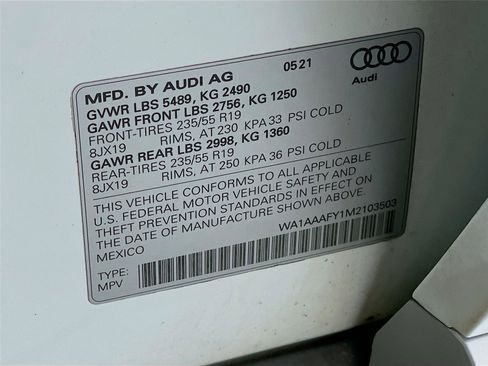 MFD. BY AUDI AG 05 21
GVWR LBS 5489, KG 2490
GAWR FRONT LBS 2756, KG 1250
FRONT-TIRES 235/55 R19
8JX19 RIMS, AT 230 KPA 33 PSI COLD
GAWR REAR LBS 2998, KG 1360
REAR-TIRES 235/55 R19
8JX19 RIMS, AT 250 KPA 36 PSI COLD
THIS VEHICLE CONFORMS TO ALL APPLICABLE
U.S. FEDERAL MOTOR VEHICLE SAFETY AND
THEFT PREVENTION STANDARDS IN EFFECT ON
THE DATE OF MANUFACTURE SHOWN ABOVE.
MEXICO
WA1AAAFY1M2103503
TYPE:
MPV
Audi